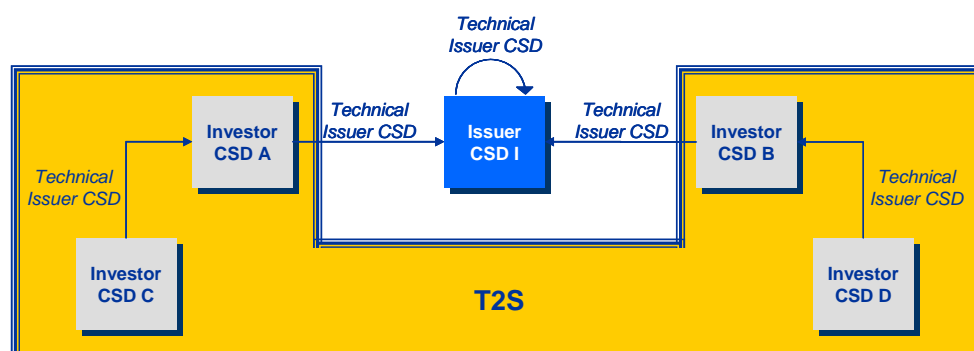 Technical
Issuer CSD
Investor
CSD A
Technical
Issuer CSD
Issuer
CSD I
Technical
Issuer CSD
Investor
CSD B
Technical
Issuer CSD
Technical
Issuer CSD
Investor
CSD C
T2S
Investor
CSD D